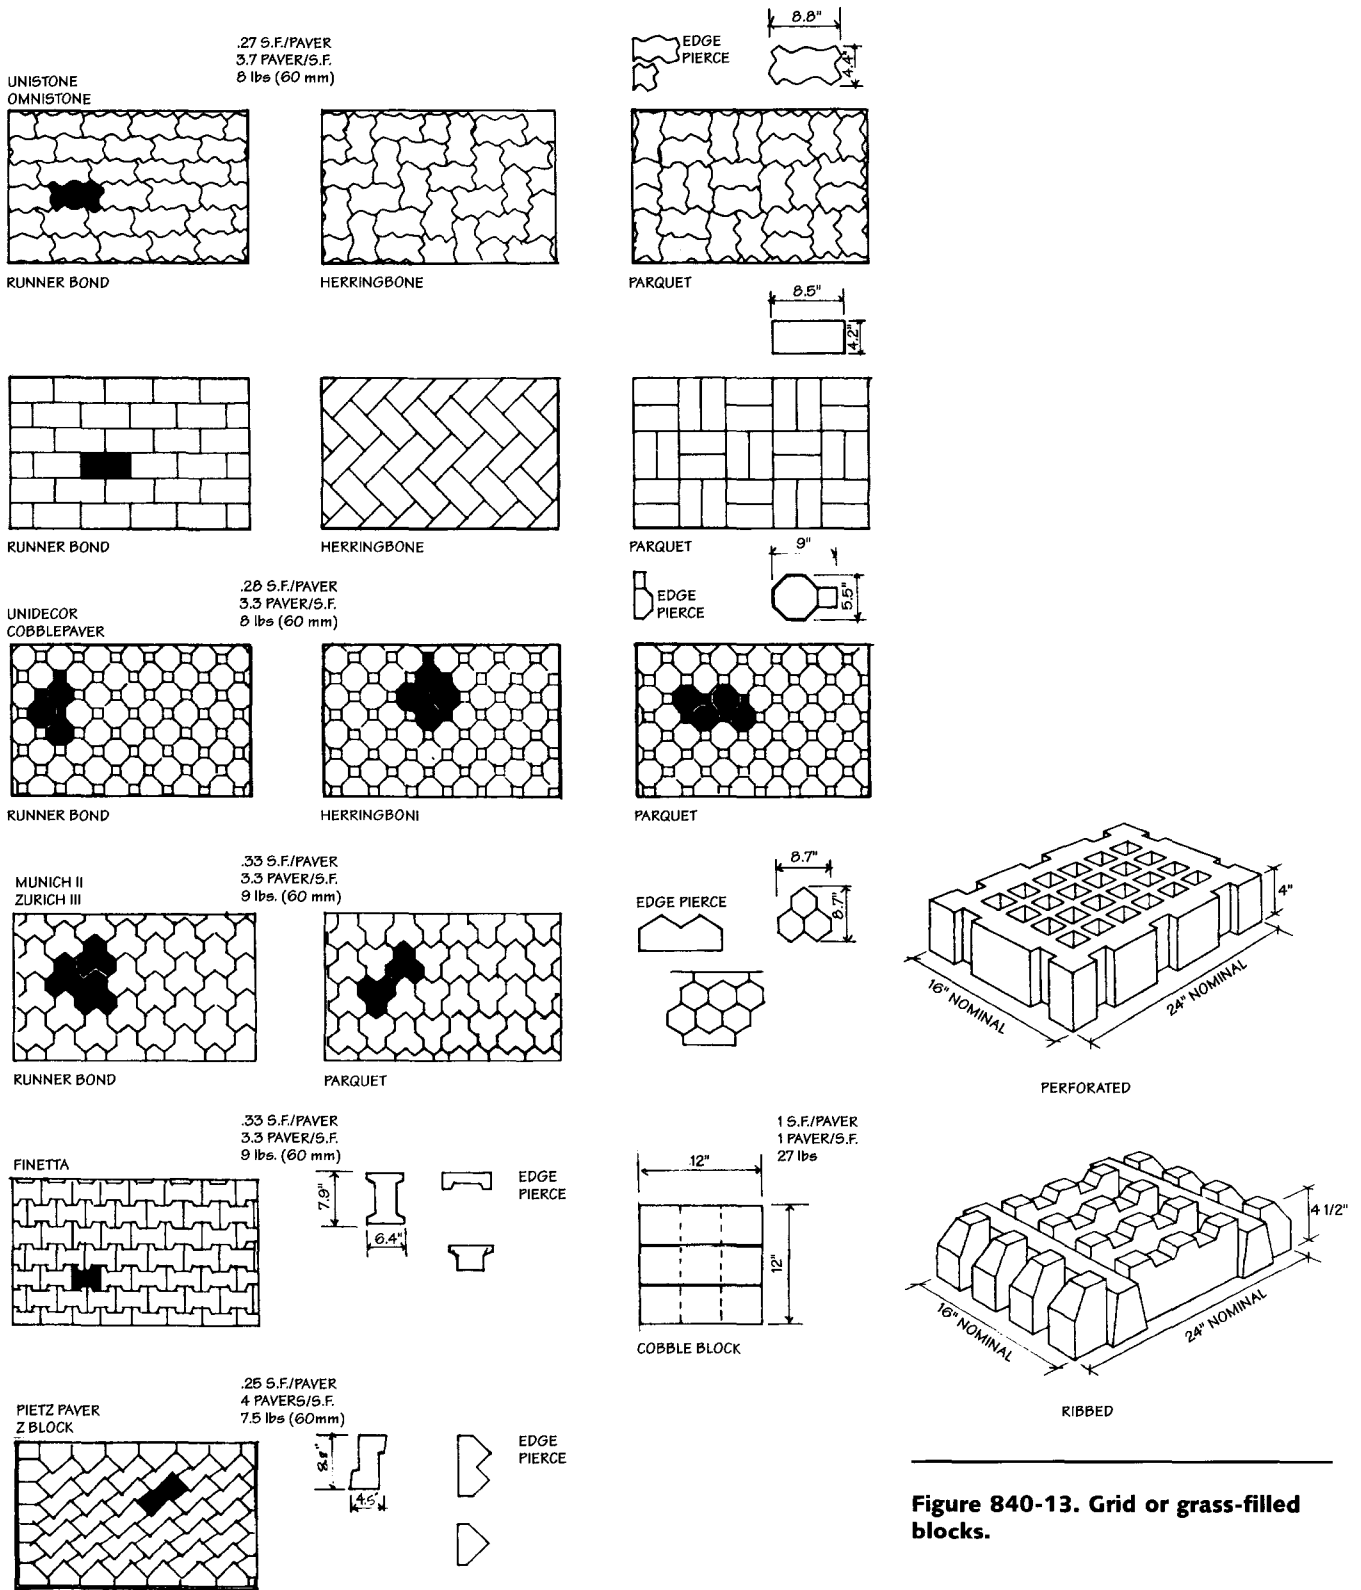 .27 S.F./PAVER
3.7 PAVER/S.F.
8 lbs (60 mm)
UNISTONE
OMNISTONE
EDGE
PIERCE
8.8"
4.4"
RUNNER BOND
HERRINGBONE
PARQUET
8.5"
4.2"
RUNNER BOND
HERRINGBONE
PARQUET
.28 S.F./PAVER
3.3 PAVER/S.F.
8 lbs (60 mm)
UNIDECOR
COBBLEPAVER
EDGE
PIERCE
9"
5.5"
RUNNER BOND
HERRINGBONI
PARQUET
.33 S.F./PAVER
3.3 PAVER/S.F.
9 lbs. (60 mm)
MUNICH II
ZURICH III
EDGE PIERCE
8.7"
8.7"
RUNNER BOND
PARQUET
4"
16" NOMINAL
24" NOMINAL
PERFORATED
.33 S.F./PAVER
3.3 PAVER/S.F.
9 lbs. (60 mm)
FINETTA
7.9"
6.4"
EDGE
PIERCE
1 S.F./PAVER
1 PAVER/S.F.
27 lbs
12"
12"
COBBLE BLOCK
4 1/2"
16" NOMINAL
24" NOMINAL
RIBBED
.25 S.F./PAVER
4 PAVERS/S.F.
7.5 lbs (60mm)
PIETZ PAVER
Z BLOCK
8.8"
4.5"
EDGE
PIERCE
Figure 840-13. Grid or grass-filled
blocks.